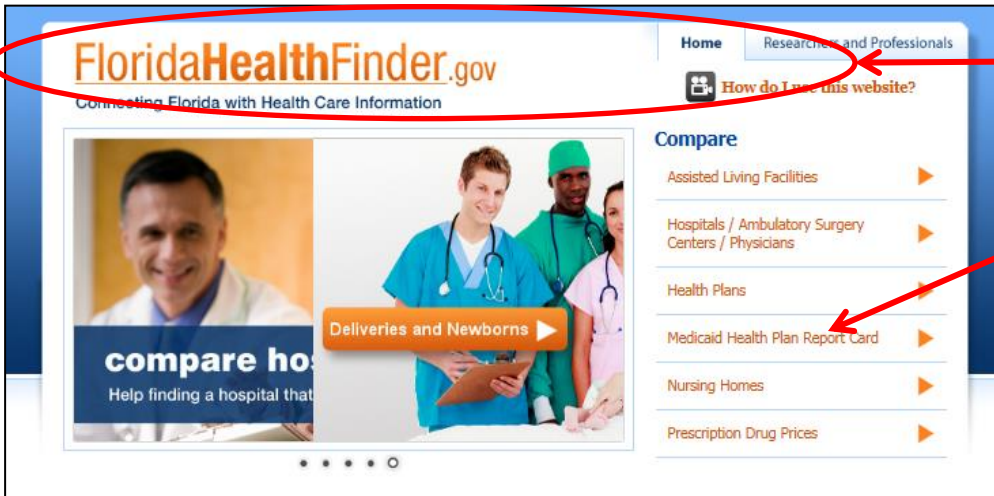 FloridaHealthFinder.gov
Connecting Florida with Health Care Information
Home
Researchers and Professionals
How do I use this website?
compare hos
Help finding a hospital that
Deliveries and Newborns
Compare
Assisted Living Facilities
Hospitals / Ambulatory Surgery
Centers / Physicians
Health Plans
Medicaid Health Plan Report Card
Nursing Homes
Prescription Drug Prices